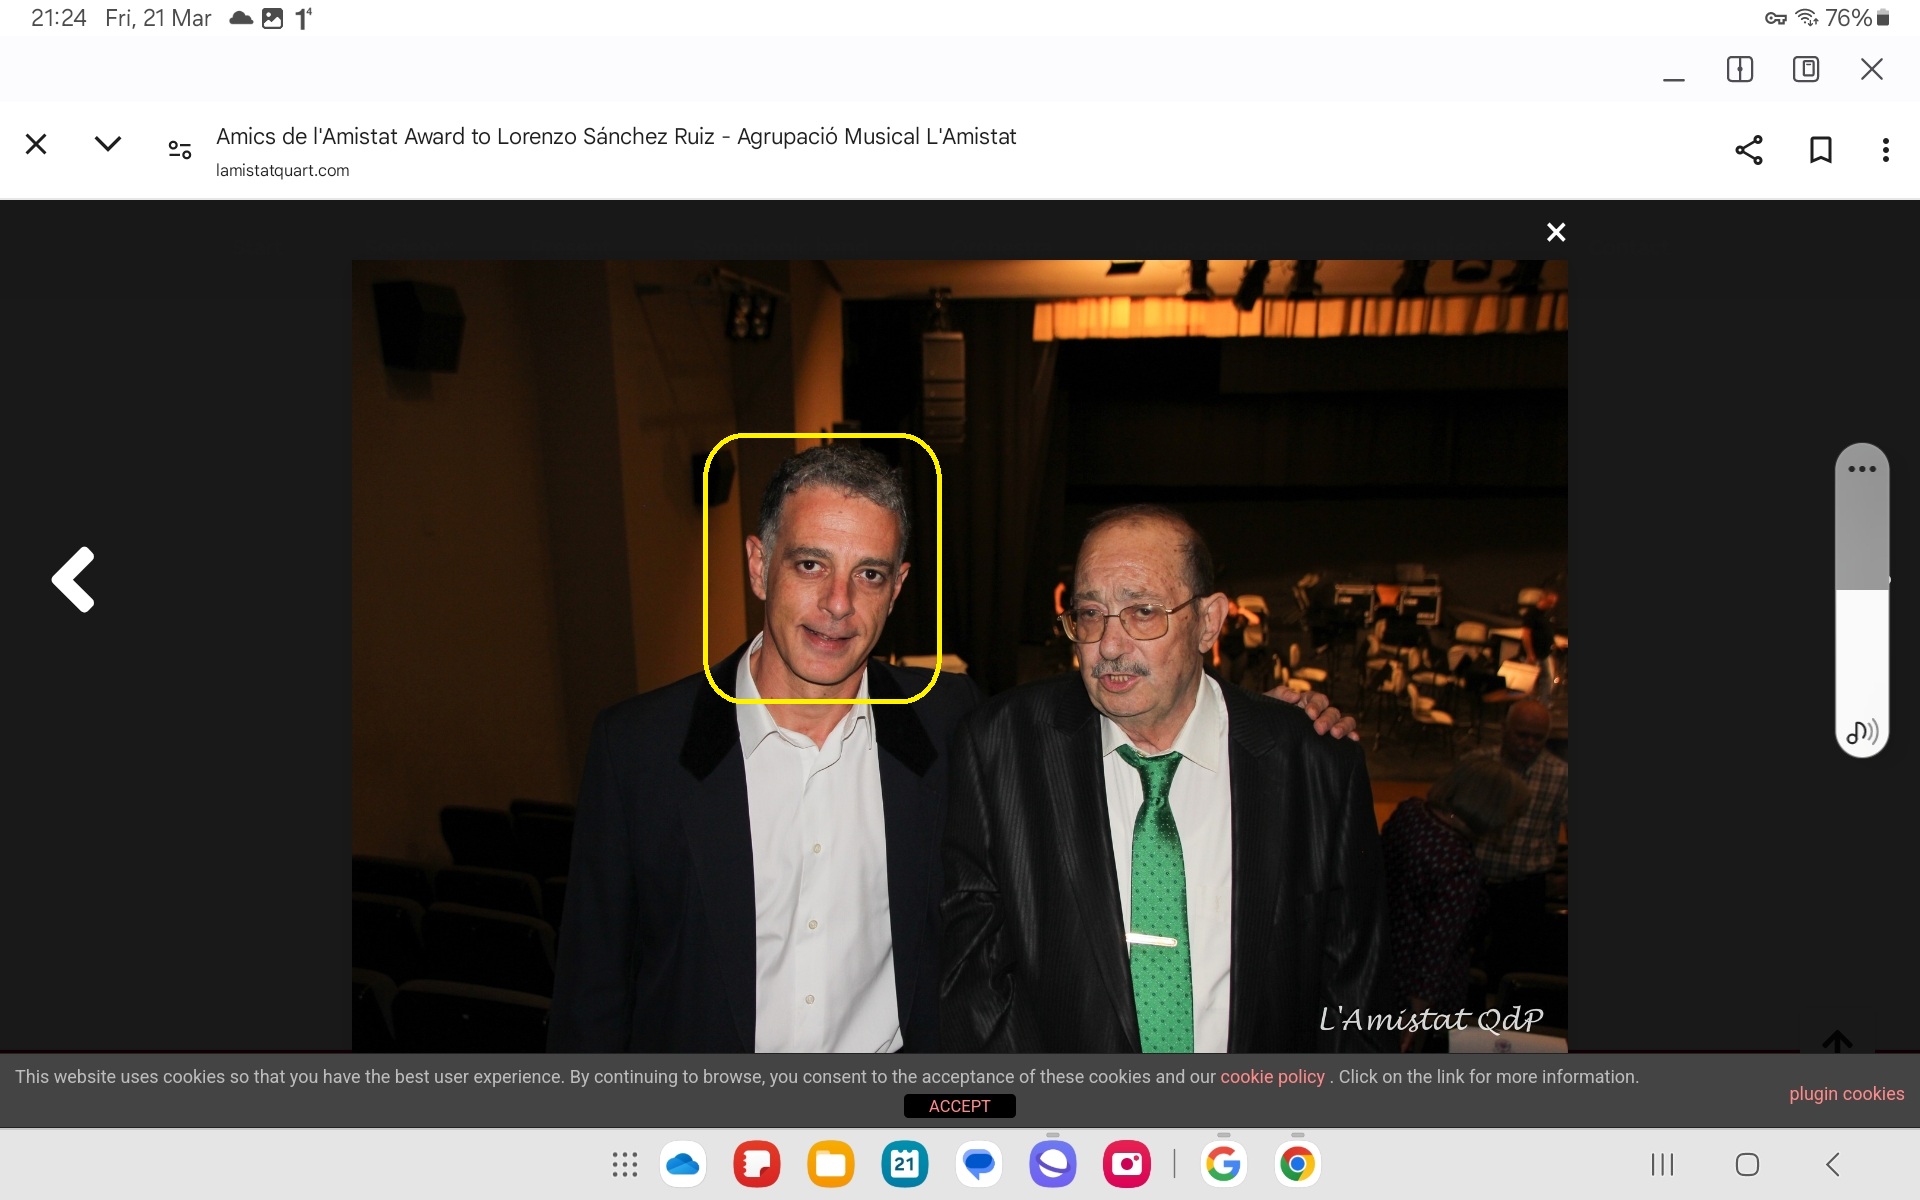 21:24 Fri, 21 Mar 1⁴ 76%
Amics de l'Amistat Award to Lorenzo Sánchez Ruiz - Agrupació Musical L'Amistat
lamistatquart.com
L'Amistat QdP
This website uses cookies so that you have the best user experience. By continuing to browse, you consent to the acceptance of these cookies and our cookie policy . Click on the link for more information.
plugin cookies
ACCEPT
21